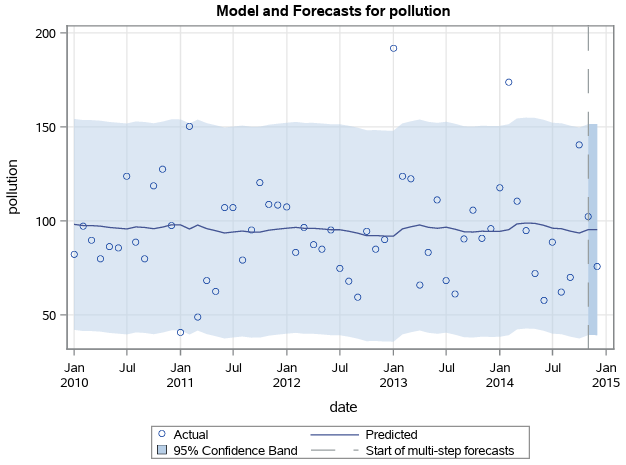 Model and Forecasts for pollution
200
150
100
50
pollution
Jan Jul Jan Jul Jan Jul Jan Jul Jan Jul Jan
2010 2011 2012 2013 2014 2015
date
Actual Predicted
95% Confidence Band Start of multi-step forecasts